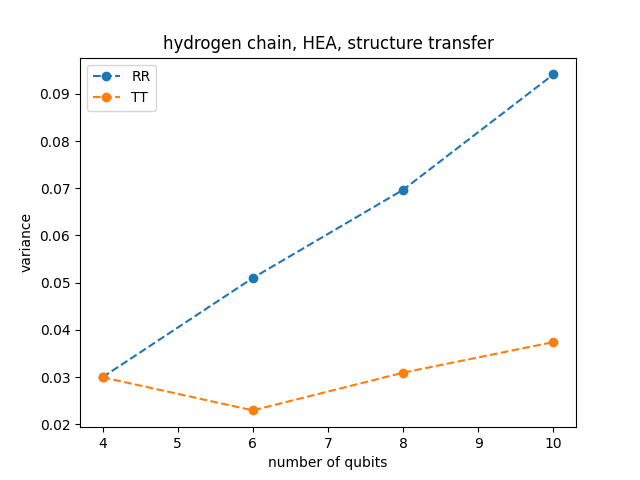 hydrogen chain, HEA, structure transfer
RR
TT
0.09
0.08
0.07
0.06
0.05
0.04
0.03
0.02
variance
4 5 6 7 8 9 10
number of qubits